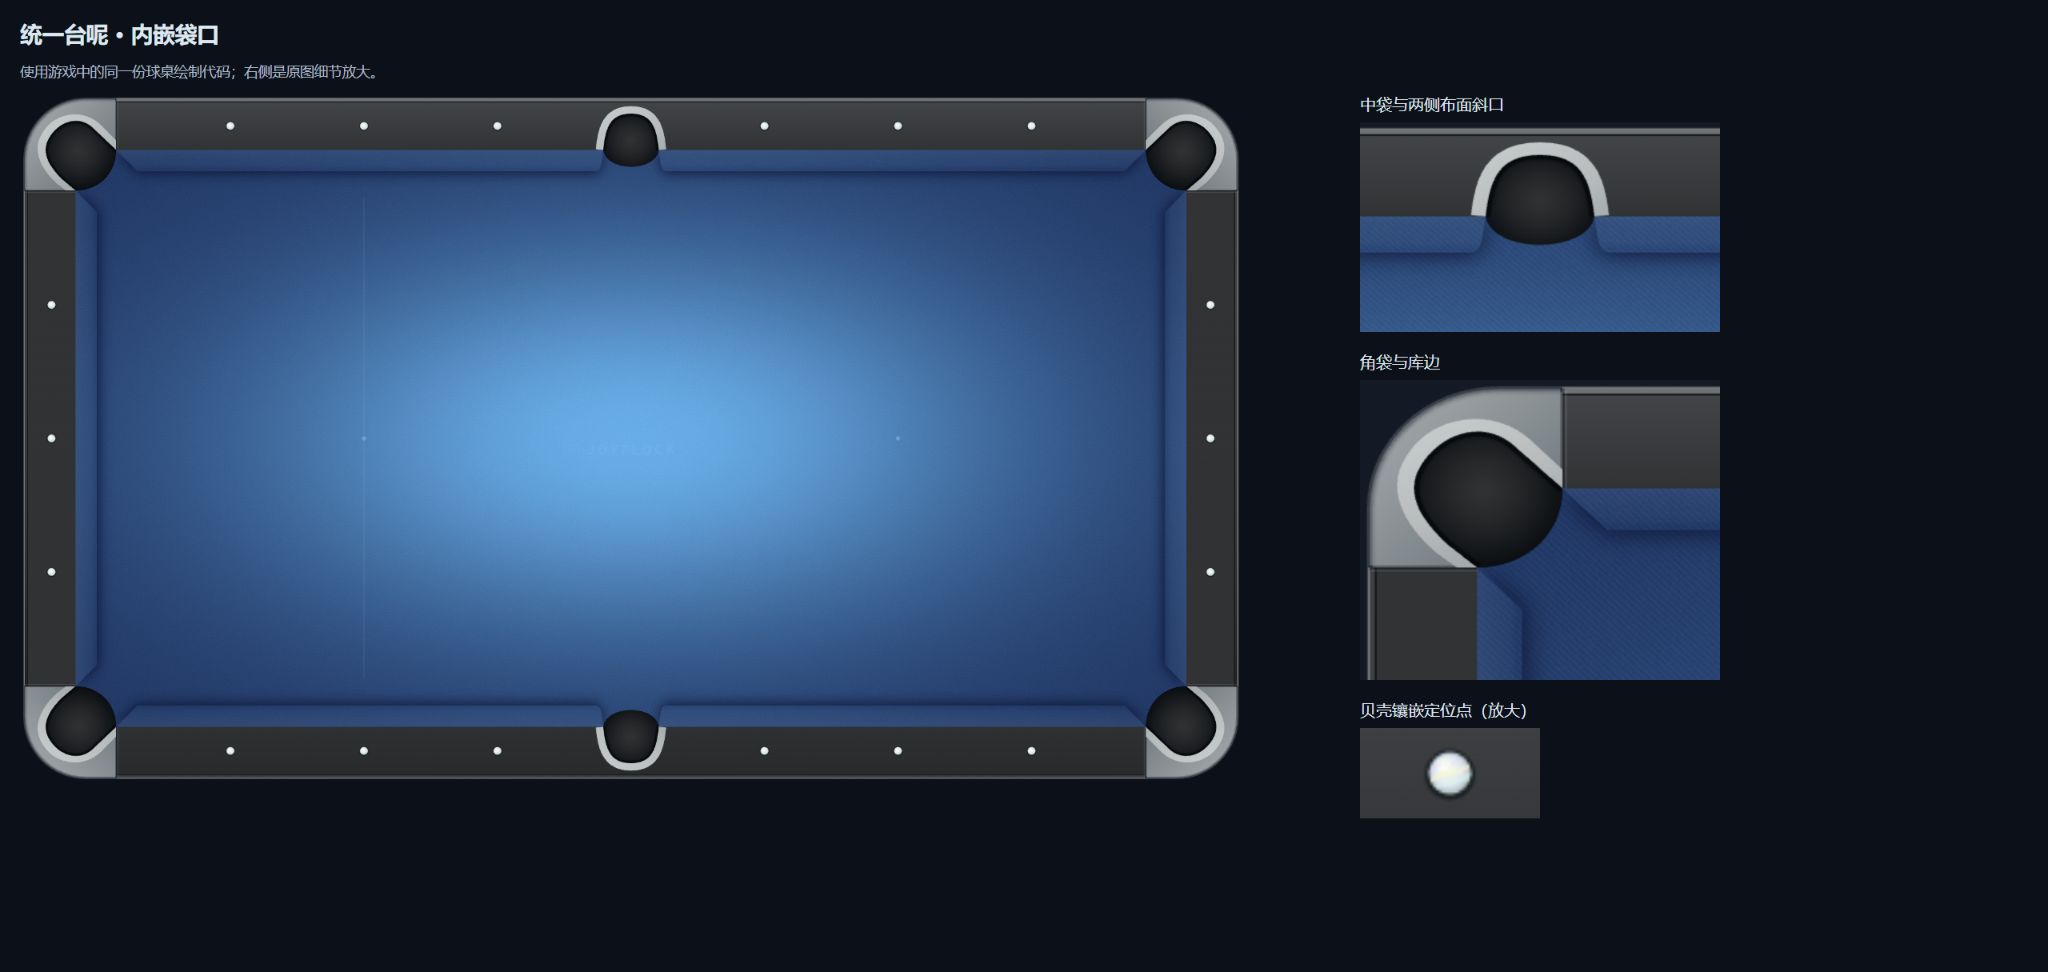 统一台呢・内嵌袋口
使用游戏中的同一份球桌绘制代码；右侧是原图细节放大。
中袋与两侧布面斜口
角袋与库边
贝壳镶嵌定位点（放大）